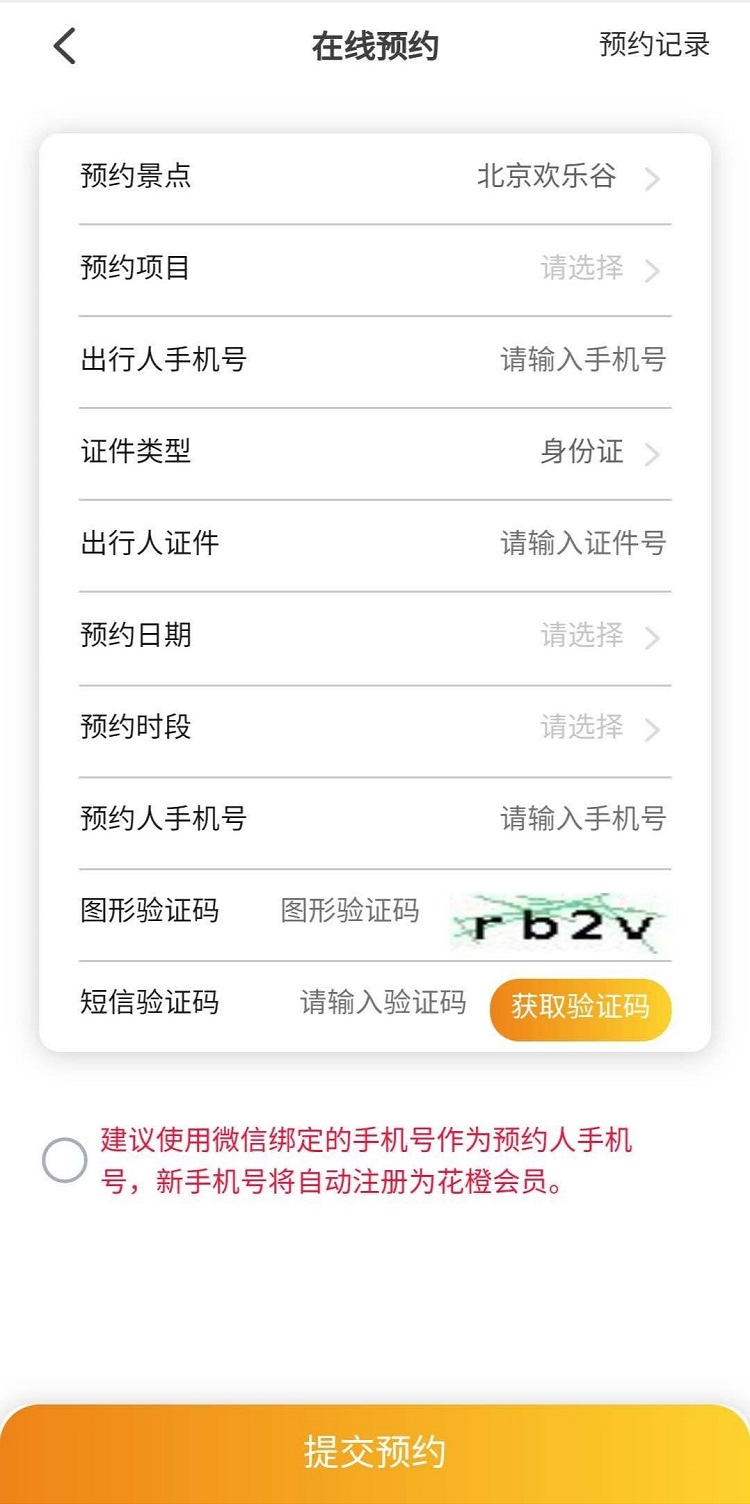 在线预约
预约记录
预约景点 北京欢乐谷
预约项目 请选择
出行人手机号 请输入手机号
证件类型 身份证
出行人证件 请输入证件号
预约日期 请选择
预约时段 请选择
预约人手机号 请输入手机号
图形验证码 图形验证码 rb2v
短信验证码 请输入验证码 获取验证码
建议使用微信绑定的手机号作为预约人手机
号，新手机号将自动注册为花橙会员。
提交预约